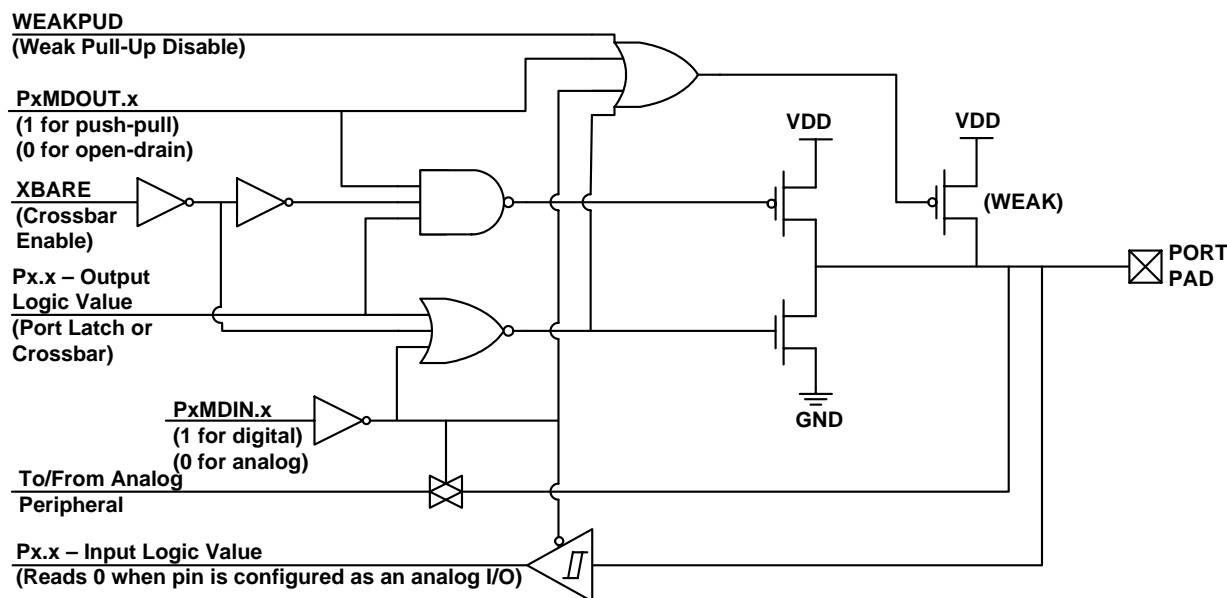 WEAKPUD
(Weak Pull-Up Disable)
PxMDOUT.x
(1 for push-pull)
(0 for open-drain)
XBARE
(Crossbar
Enable)
Px.x – Output
Logic Value
(Port Latch or
Crossbar)
PxMDIN.x
(1 for digital)
(0 for analog)
To/From Analog
Peripheral
Px.x – Input Logic Value
(Reads 0 when pin is configured as an analog I/O)
VDD
VDD
(WEAK)
GND
PORT
PAD